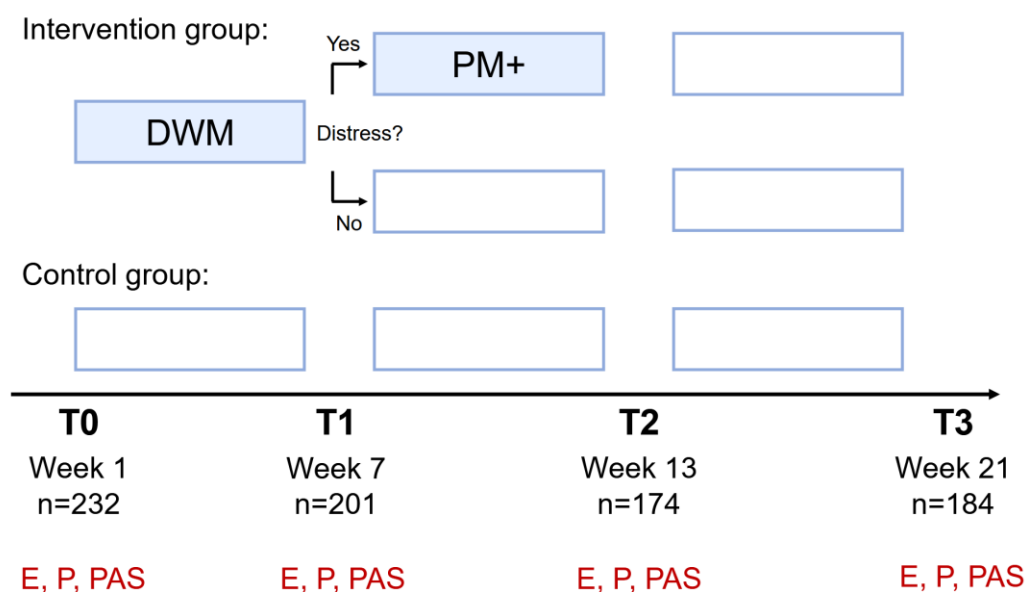 Intervention group:
Yes
PM+
DWM
Distress?
No
Control group:
T0 T1 T2 T3
Week 1 Week 7 Week 13 Week 21
n=232 n=201 n=174 n=184
E, P, PAS E, P, PAS E, P, PAS E, P, PAS